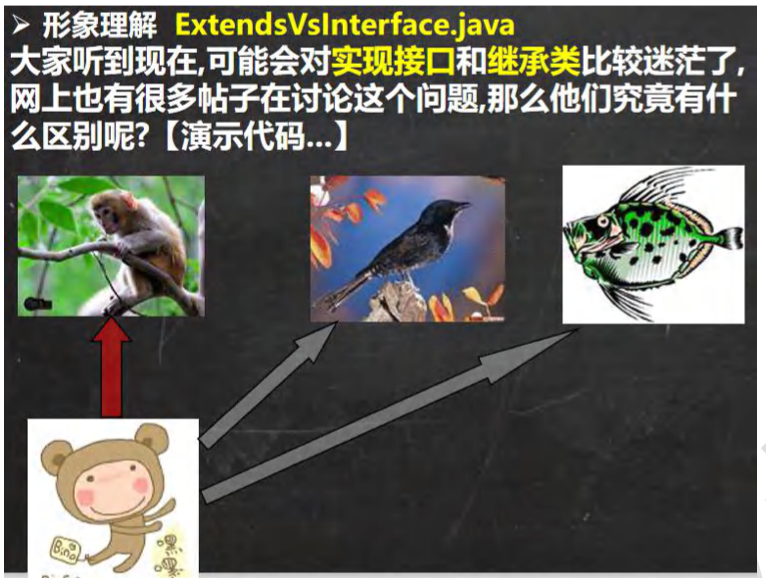 ➢ 形象理解 ExtendsVsInterface.java
大家听到现在,可能会对实现接口和继承类比较迷茫了,
网上也有很多帖子在讨论这个问题,那么他们究竟有什
么区别呢?【演示代码...】
Bino